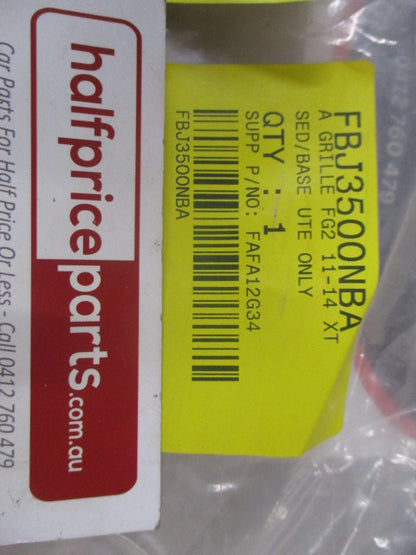 halfpriceparts.com.au
Car Parts For Half Price Or Less - Call 0412 760 479
FBJ3500NBA
A GRILLE FG2 11-14 XT
SED/BASE UTE ONLY
QTY : 1
SUPP P/NO: FAFA12G34
FBJ3500NBA